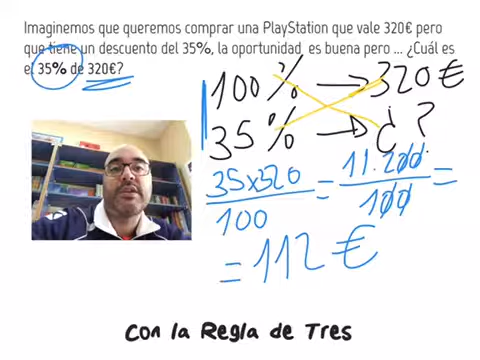 Imaginemos que queremos comprar una PlayStation que vale 320€ pero
que tiene un descuento del 35%, la oportunidad es buena pero ... ¿Cuál es
el 35% de 320€?
100% → 320€
35% → ¿?
35x320 / 100 = 11.200 / 100 =
= 112 €
Con la Regla de Tres